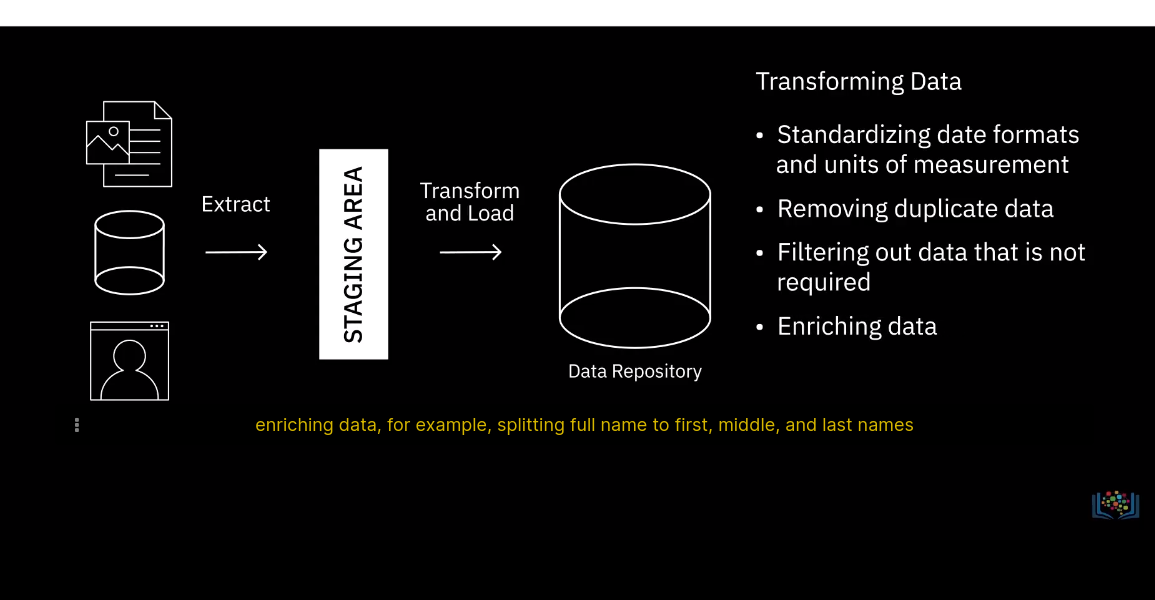 Transforming Data
• Standardizing date formats
and units of measurement
• Removing duplicate data
• Filtering out data that is not
required
• Enriching data
Extract
STAGING AREA
Transform
and Load
Data Repository
enriching data, for example, splitting full name to first, middle, and last names